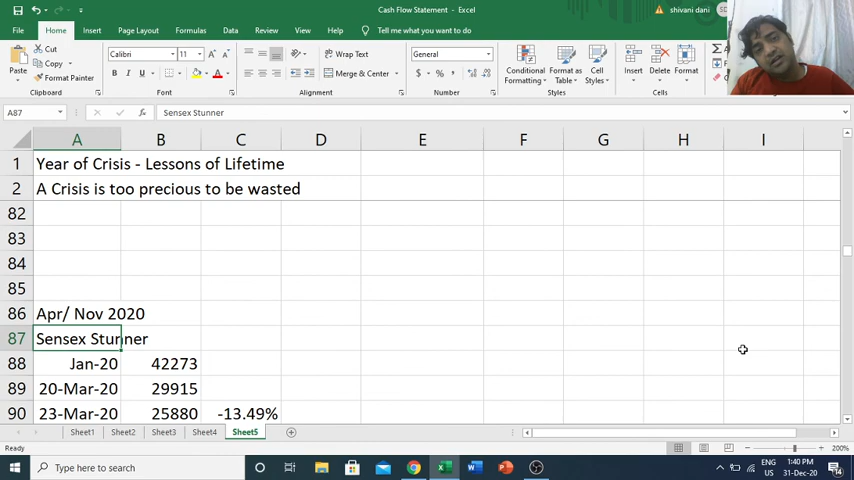 Cash Flow Statement - Excel
shivani dani
File Home Insert Draw Page Layout Formulas Data Review View Help Tell me what you want to do
Cut
Copy
Format Painter
Paste
Clipboard
Calibri 11
B I U
Font
Wrap Text
Merge & Center
Alignment
General
$ % ,
Number
Conditional Formatting
Format as Table
Cell Styles
Styles
Insert Delete Format
Cells
A87 fx Sensex Stunner
A B C D E F G H I
1 Year of Crisis - Lessons of Lifetime
2 A Crisis is too precious to be wasted
82
83
84
85
86 Apr/ Nov 2020
87 Sensex Stunner
88 Jan-20 42273
89 20-Mar-20 29915
90 23-Mar-20 25880 -13.49%
Sheet1 Sheet2 Sheet3 Sheet4 Sheet5
Ready 200%
Type here to search
ENG US
1:40 PM
31-Dec-20
14